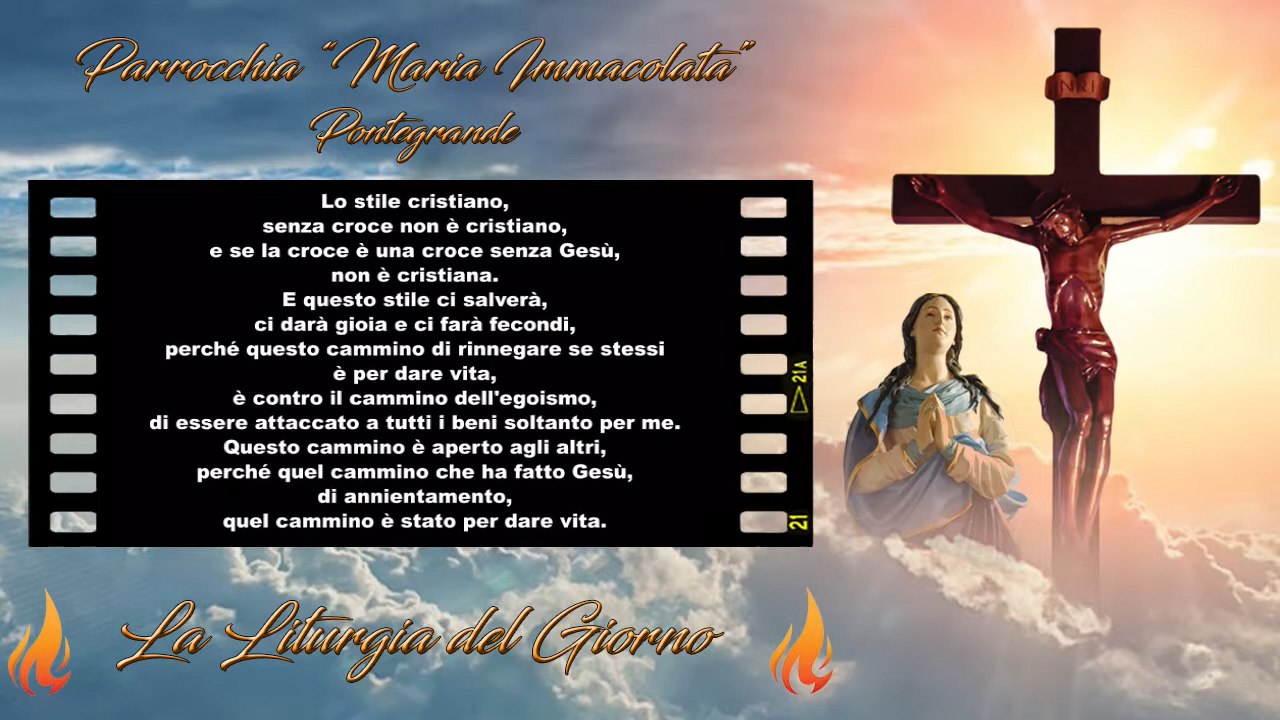 Parrocchia “Maria Immacolata”
Pontegrande
INRI
Lo stile cristiano,
senza croce non è cristiano,
e se la croce è una croce senza Gesù,
non è cristiana.
E questo stile ci salverà,
ci darà gioia e ci farà fecondi,
perché questo cammino di rinnegare se stessi
è per dare vita,
è contro il cammino dell'egoismo,
di essere attaccato a tutti i beni soltanto per me.
Questo cammino è aperto agli altri,
perché quel cammino che ha fatto Gesù,
di annientamento,
quel cammino è stato per dare vita.
21A
21
La Liturgia del Giorno